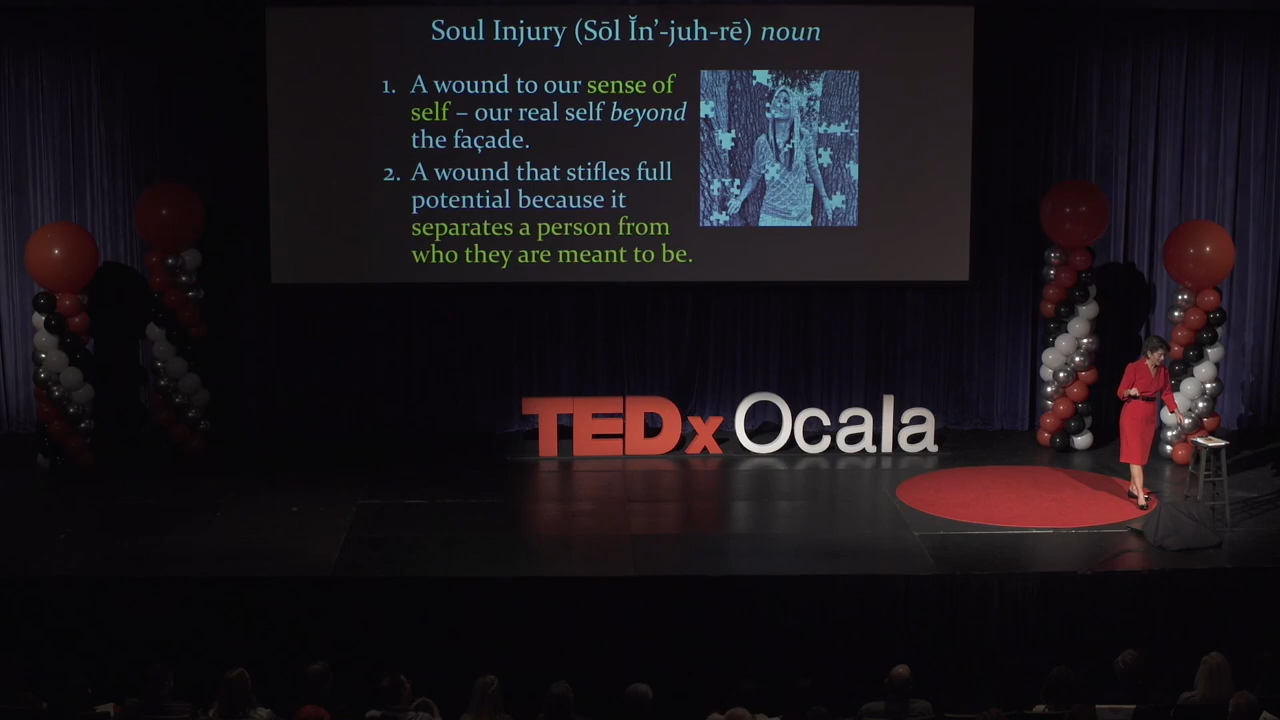 Soul Injury (Sōl Ĭn’-juh-rē) noun
1. A wound to our sense of
self – our real self beyond
the façade.
2. A wound that stifles full
potential because it
separates a person from
who they are meant to be.
TEDxOcala